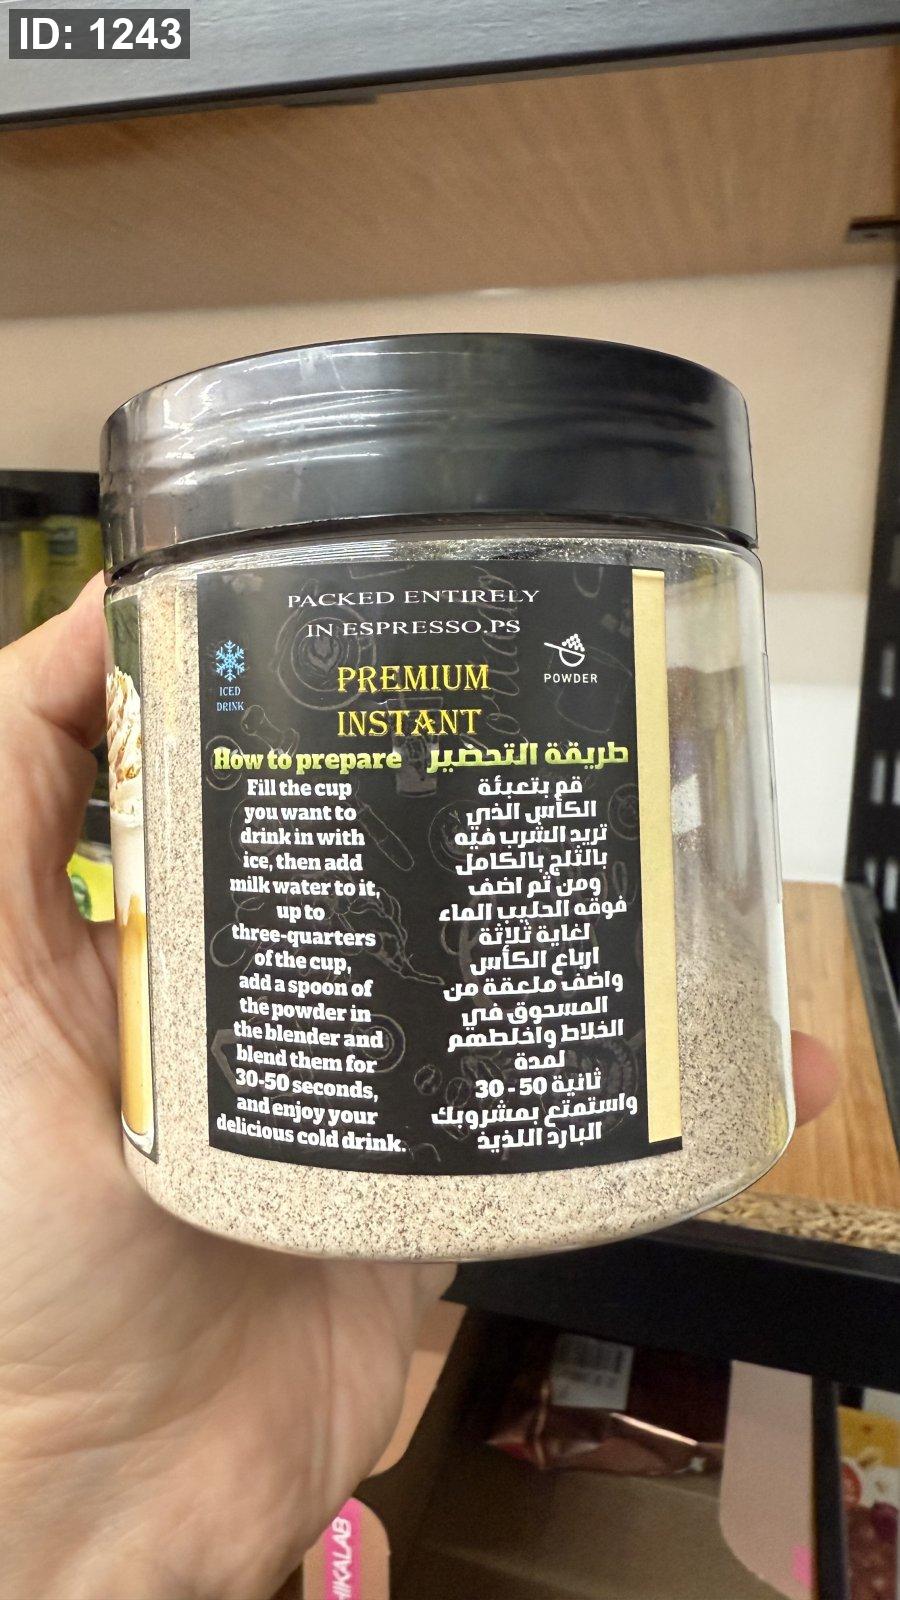 ID: 1243
PACKED ENTIRELY
IN ESPRESSO.PS
ICED
DRINK
POWDER
PREMIUM
INSTANT
How to prepare
Fill the cup
you want to
drink in with
ice, then add
milk water to it,
up to
three-quarters
of the cup,
add a spoon of
the powder in
the blender and
blend them for
30-50 seconds,
and enjoy your
delicious cold drink.
طريقة التحضير
قم بتعبئة
الكأس الذي
تريد الشرب فيه
بالثلج بالكامل
ومن ثم اضف
فوقه الحليب الماء
لغاية ثلاثة
ارباع الكأس
واضف ملعقة من
المسحوق في
الخلاط واخلطهم
لمدة
30 - 50 ثانية
واستمتع بمشروبك
البارد اللذيذ
HIKALAB